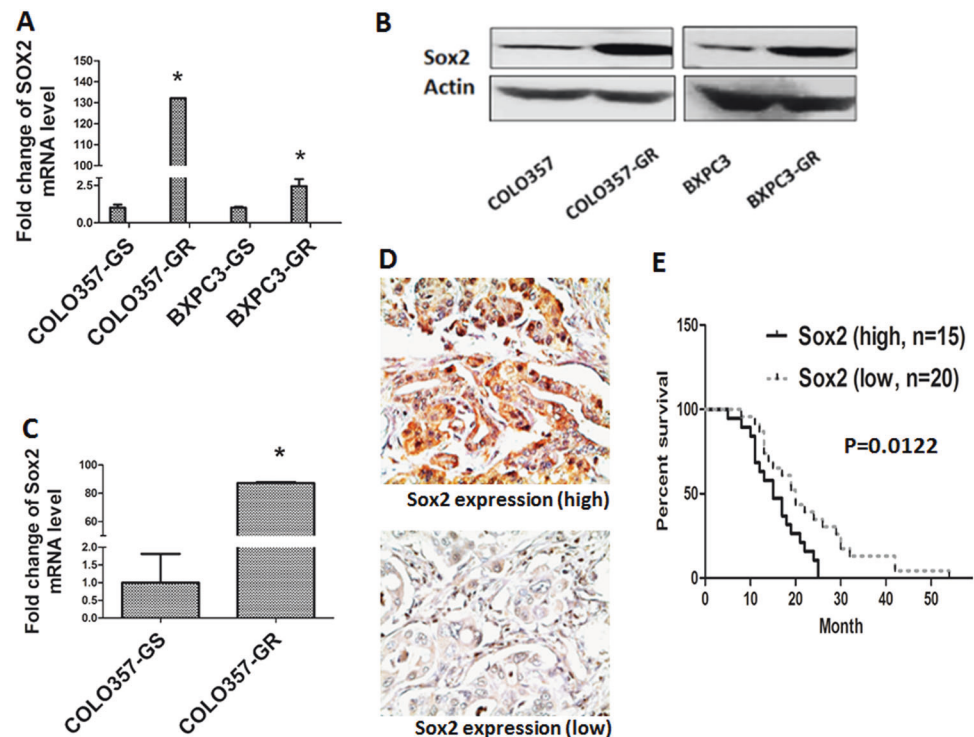 A
Fold change of SOX2
mRNA level
150
140
130
120
110
100
2.5
0.0
*
*
COLO357-GS
COLO357-GR
BXPC3-GS
BXPC3-GR
B
Sox2
Actin
COLO357
COLO357-GR
BXPC3
BXPC3-GR
C
Fold change of Sox2
mRNA level
100
80
60
40
20
2.0
1.5
1.0
0.5
0.0
*
COLO357-GS
COLO357-GR
D
Sox2 expression (high)
Sox2 expression (low)
E
Percent survival
150
100
50
0
Sox2 (high, n=15)
Sox2 (low, n=20)
P=0.0122
0 10 20 30 40 50
Month